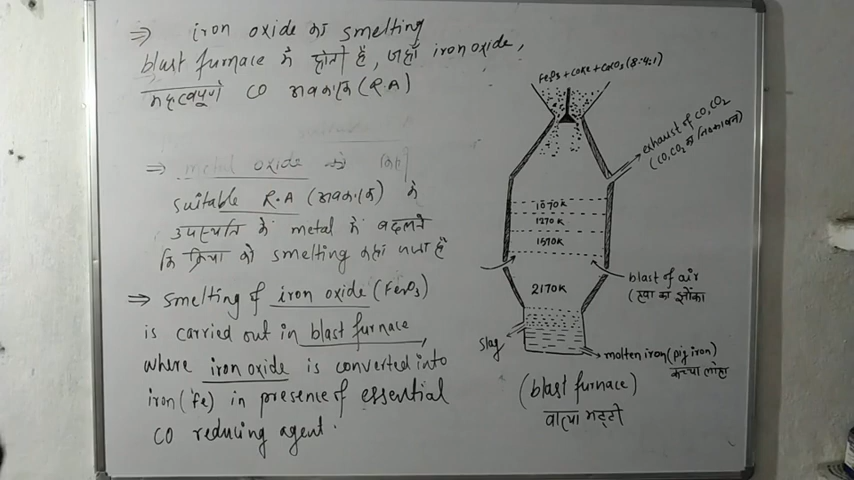 ⇒ iron oxide का smelting
blast furnace में होती है, जहाँ iron oxide,
महत्वपूर्ण CO अवकारक (R.A)
⇒ metal oxide को किसी
suitable R.A (अवकारक) के
उपस्थिति में metal में बदलने
कि क्रिया को smelting कहा जाता है
⇒ Smelting of iron oxide (Fe₂O₃)
is carried out in blast furnace,
where iron oxide is converted into
iron (Fe) in presence of essential
CO reducing agent.
+ Coke + CaCO₃ (8:4:1)
exhaust of CO, CO₂
(CO, CO₂ का निकास
1070K
1270K
1570K
2170K
blast of air
(हवा का झोंका
slag
molten iron (pig iron)
कच्चा लोहा
(blast furnace)
वात्या भट्टी